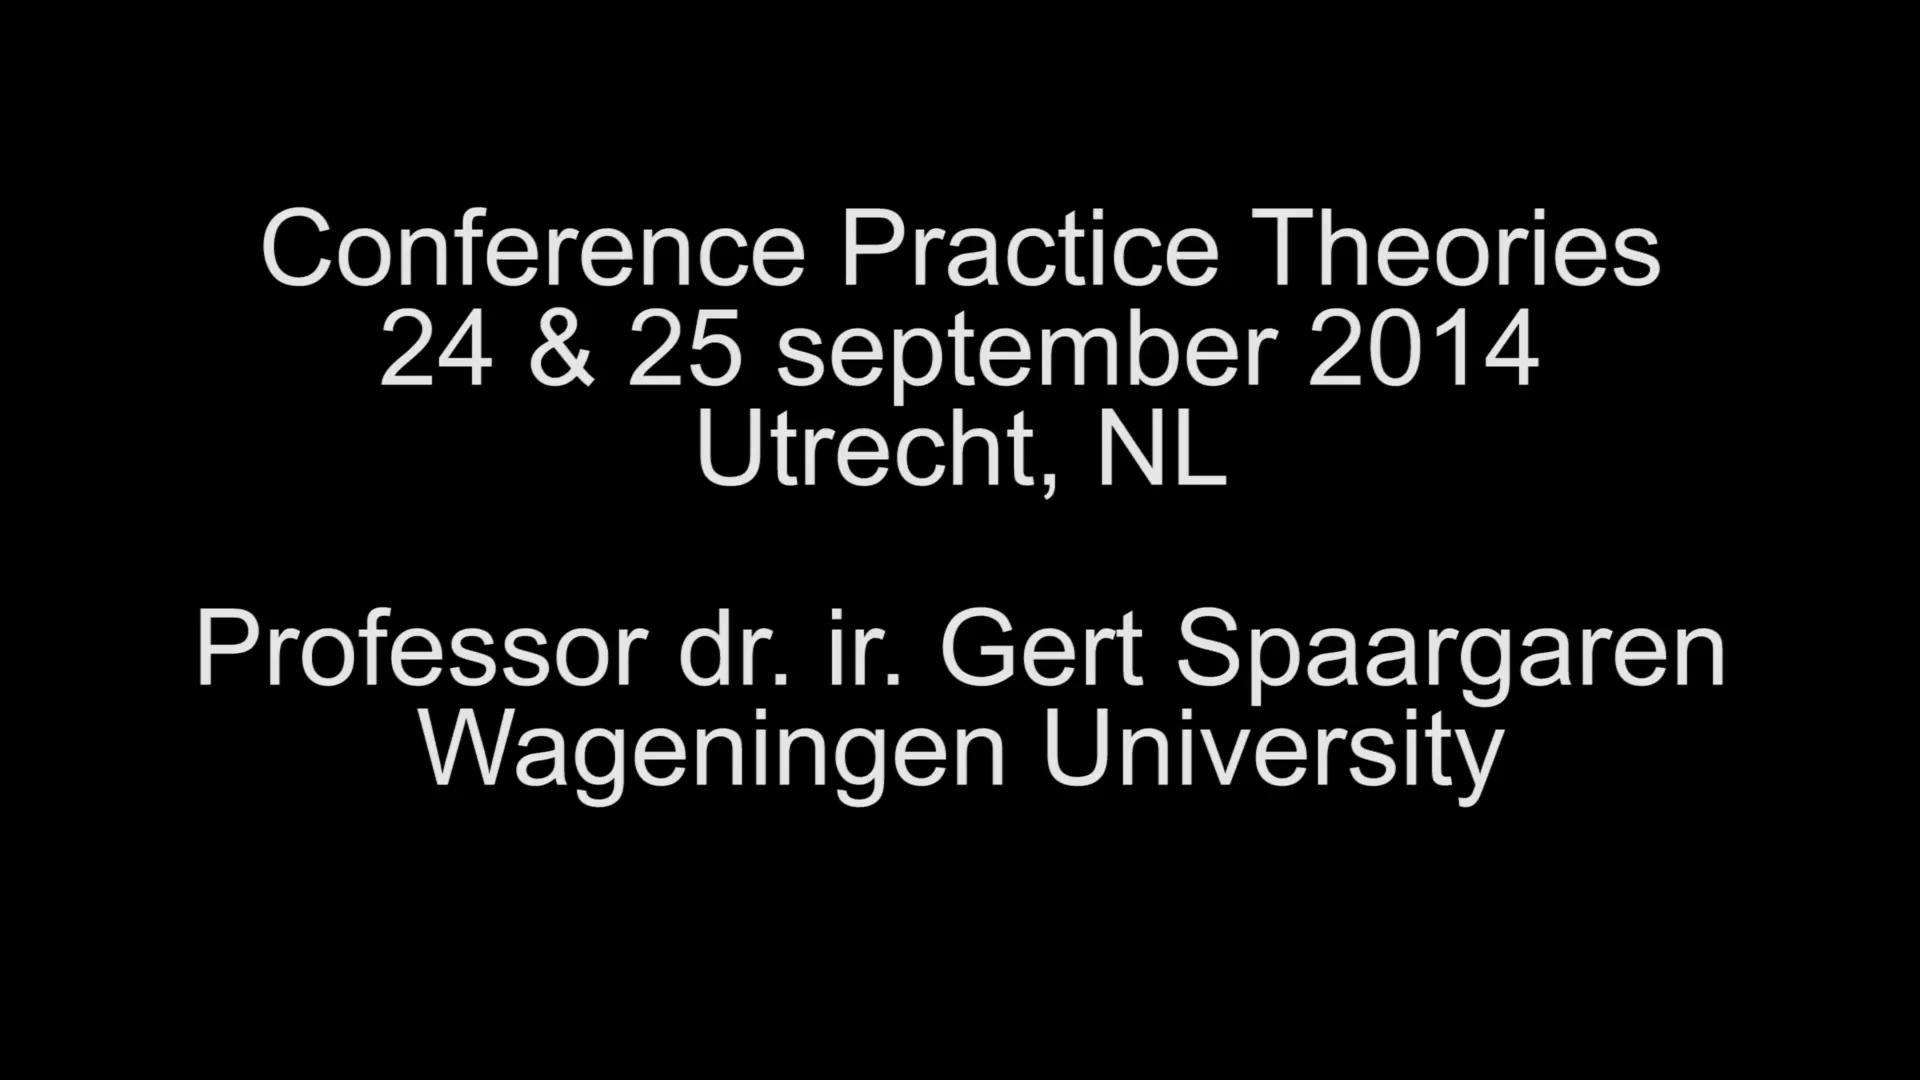 Conference Practice Theories
24 & 25 september 2014
Utrecht, NL
Professor dr. ir. Gert Spaargaren
Wageningen University